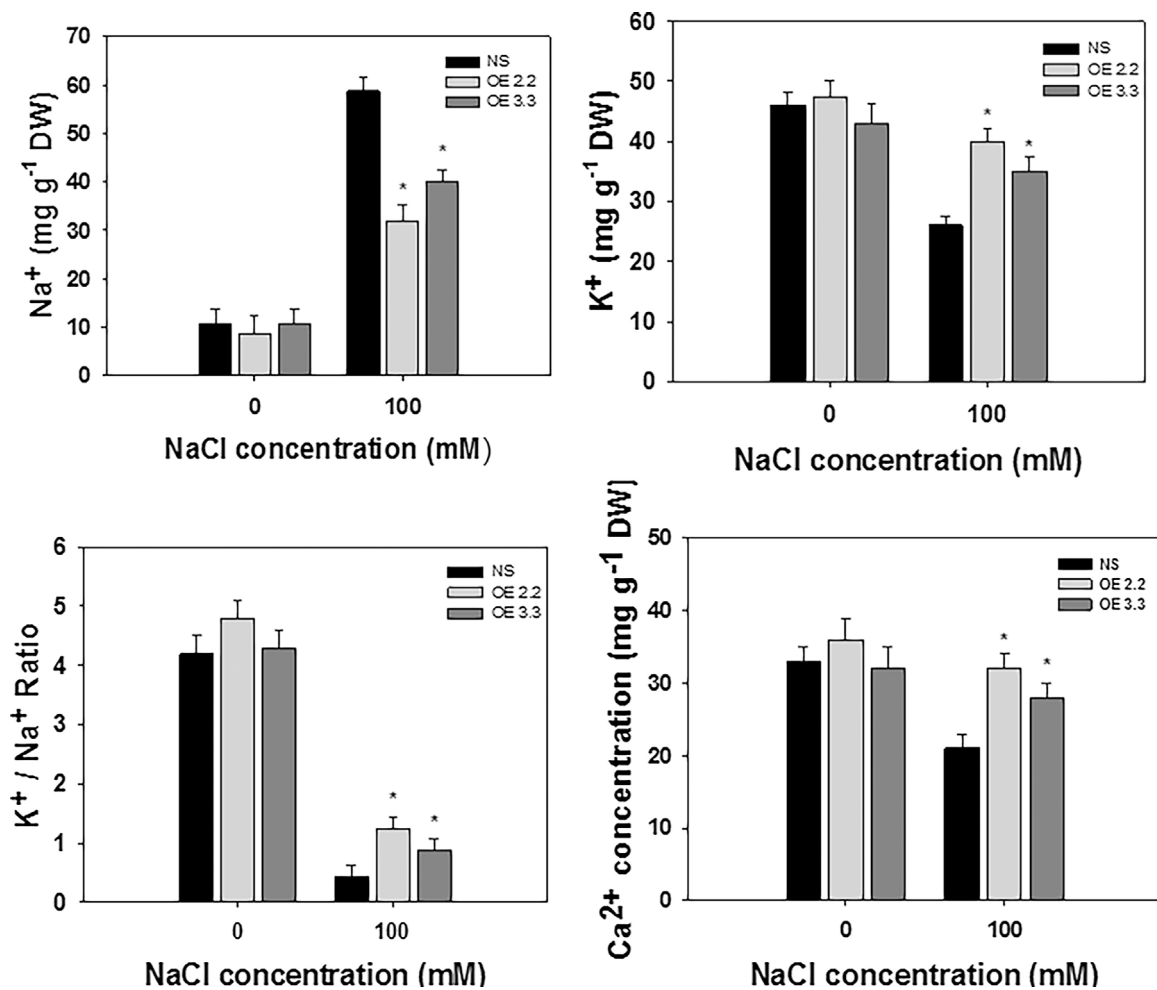 70
60
50
40
30
20
10
0
Na⁺ (mg g⁻¹ DW)
NS
OE 2.2
OE 3.3
*
*
0
100
NaCl concentration (mM)
60
50
40
30
20
10
0
K⁺ (mg g⁻¹ DW)
NS
OE 2.2
OE 3.3
*
*
0
100
NaCl concentration (mM)
6
5
4
3
2
1
0
K⁺ / Na⁺ Ratio
NS
OE 2.2
OE 3.3
*
*
0
100
NaCl concentration (mM)
50
40
30
20
10
0
Ca²⁺ concentration (mg g⁻¹ DW]
NS
OE 2.2
OE 3.3
*
*
0
100
NaCl concentration (mM)